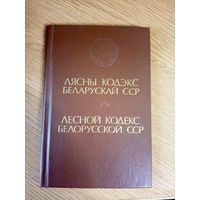 ЛЯСНЫ КОДЭКС
БЕЛАРУСКАЙ ССР
ЛЕСНОЙ КОДЕКС
БЕЛОРУССКОЙ ССР